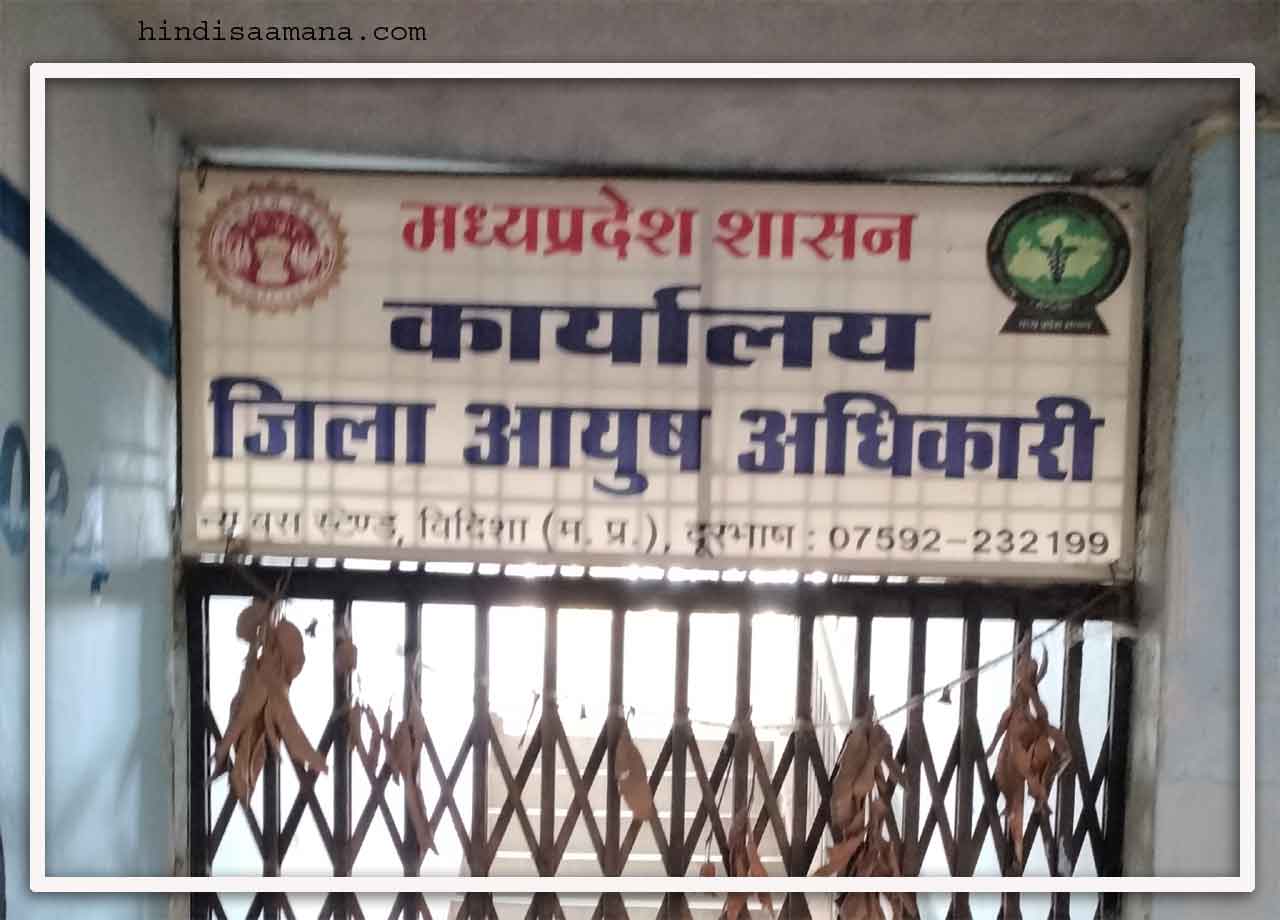 hindisaamana.com
मध्यप्रदेश शासन
कार्यालय
जिला आयुष अधिकारी
न्यू बस स्टेण्ड, विदिशा (म. प्र.), दूरभाष : 07592-232199